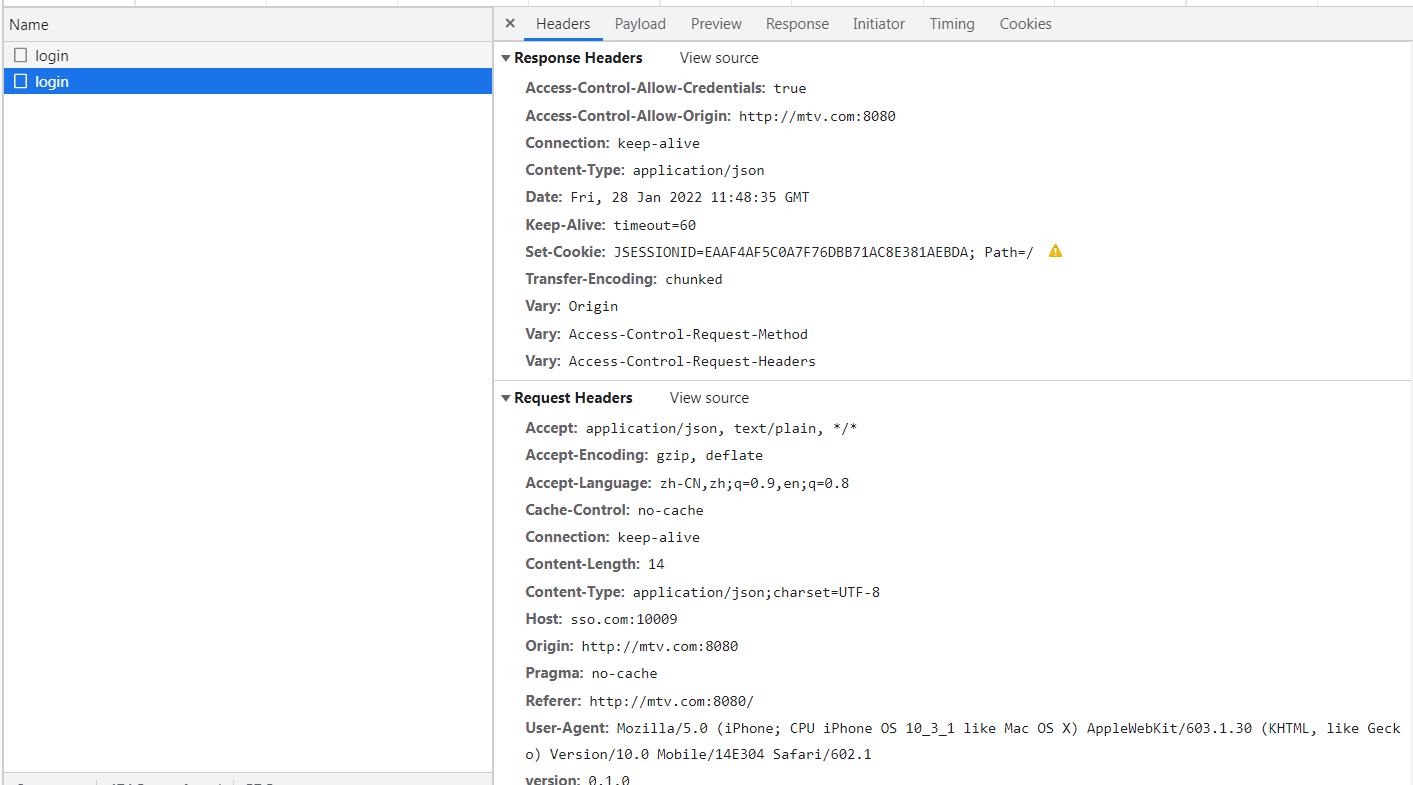 Name
login
login
✕ Headers Payload Preview Response Initiator Timing Cookies
Response Headers View source
Access-Control-Allow-Credentials: true
Access-Control-Allow-Origin: http://mtv.com:8080
Connection: keep-alive
Content-Type: application/json
Date: Fri, 28 Jan 2022 11:48:35 GMT
Keep-Alive: timeout=60
Set-Cookie: JSESSIONID=EAAF4AF5C0A7F76DBB71AC8E381AEBDA; Path=/
Transfer-Encoding: chunked
Vary: Origin
Vary: Access-Control-Request-Method
Vary: Access-Control-Request-Headers
Request Headers View source
Accept: application/json, text/plain, */*
Accept-Encoding: gzip, deflate
Accept-Language: zh-CN,zh;q=0.9,en;q=0.8
Cache-Control: no-cache
Connection: keep-alive
Content-Length: 14
Content-Type: application/json;charset=UTF-8
Host: sso.com:10009
Origin: http://mtv.com:8080
Pragma: no-cache
Referer: http://mtv.com:8080/
User-Agent: Mozilla/5.0 (iPhone; CPU iPhone OS 10_3_1 like Mac OS X) AppleWebKit/603.1.30 (KHTML, like Geck
o) Version/10.0 Mobile/14E304 Safari/602.1
version: 0.1.0